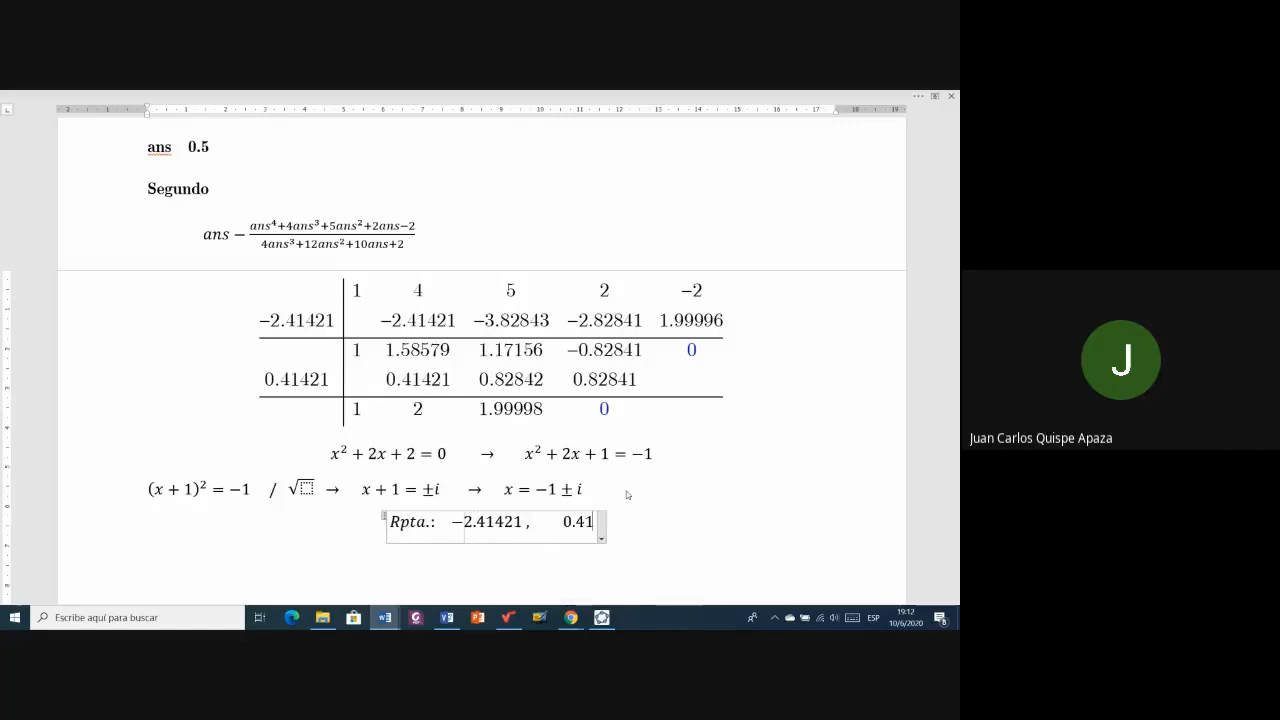 ans 0.5
Segundo
ans − (ans⁴+4ans³+5ans²+2ans−2)/(4ans³+12ans²+10ans+2)
1 4 5 2 −2
−2.41421 −2.41421 −3.82843 −2.82841 1.99996
1 1.58579 1.17156 −0.82841 0
0.41421 0.41421 0.82842 0.82841
1 2 1.99998 0
x² + 2x + 2 = 0 → x² + 2x + 1 = −1
(x + 1)² = −1 / √⬚ → x + 1 = ±i → x = −1 ± i
Rpta.: −2.41421 , 0.41
J
Juan Carlos Quispe Apaza
Escribe aquí para buscar
ESP
19:12
10/6/2020